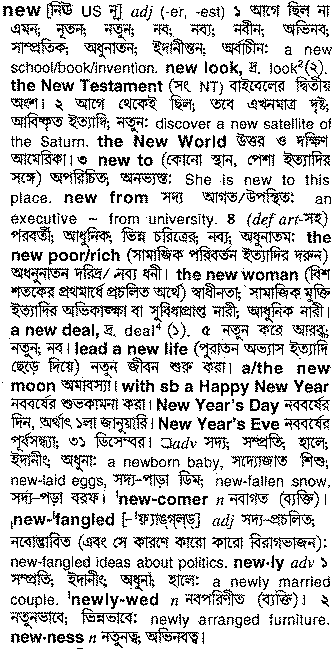 new [নিউ US নূ] adj (-er, -est) ১ আগে ছিল না
এমন; নূতন; নতুন; নব; নব্য; নবীন; অভিনব;
সাম্প্রতিক; অধুনাতন; ইদানীন্তন; অর্বাচীন: a new
school/book/invention. new look, দ্র. look²(২).
the New Testament (সং NT) বাইবেলের দ্বিতীয়
অংশ। ২ আগে থেকেই ছিল, তবে এখনমাত্র দৃষ্ট,
আবিষ্কৃত ইত্যাদি; নতুন: discover a new satellite of
the Saturn. the New World উত্তর ও দক্ষিণ
আমেরিকা। ৩ new to (কোনো স্থান, পেশা ইত্যাদির
সঙ্গে) অপরিচিত; অনভ্যস্ত: She is new to this
place. new from সদ্য আগত/উপস্থিত: an
executive ~ from university. ৪ (def art-সহ)
পরবর্তী; আধুনিক; ভিন্ন চরিত্রের; নব্য; অধুনাতম: the
new poor/rich (সামাজিক পরিবর্তন ইত্যাদির দরুন)
অধুনাতন দরিদ্র/নব্য ধনী। the new woman (বিশ
শতকের প্রথমার্ধে প্রচলিত অর্থে) স্বাধীনতা; সামাজিক মুক্তি
ইত্যাদির অভিকাঙ্ক্ষী বা সুবিধাপ্রাপ্ত নারী; আধুনিক নারী।
a new deal, দ্র. deal⁴ (১). ৫ নতুন করে আরব্ধ;
নতুন; নব। lead a new life (পুরাতন অভ্যাস ইত্যাদি
ছেড়ে দিয়ে) নতুন জীবন শুরু করা। a/the new
moon অমাবস্যা। with sb a Happy New Year
নববর্ষের শুভকামনা করা। New Year's Day নববর্ষের
দিন, অর্থাৎ ১লা জানুয়ারি। New Year's Eve নববর্ষের
পূর্বসন্ধ্যা; ৩১ ডিসেম্বর। □adv সদ্য; সম্প্রতি; হালে;
ইদানীং; অধুনা: a newborn baby, সদ্যোজাত শিশু;
new-laid eggs, সদ্য-পাড়া ডিম; new-fallen snow,
সদ্য-পড়া বরফ। ˈnew-comer n নবাগত (ব্যক্তি)।
ˌnew-ˈfangled [–ˈফ্যাঙ্গ্ল্ড্] adj সদ্য-প্রচলিত;
নবোদ্ভাবিত (এবং সে কারণে কারো কারো বিরাগভাজন):
new-fangled ideas about politics. new-ly adv ১
সম্প্রতি; ইদানীং; অধুনা; হালে: a newly married
couple. ˈnewly-wed n নবপরিণীত (ব্যক্তি)। ২
নতুনভাবে; ভিন্নভাবে: newly arranged furniture.
new-ness n নতুনত্ব; অভিনবত্ব।